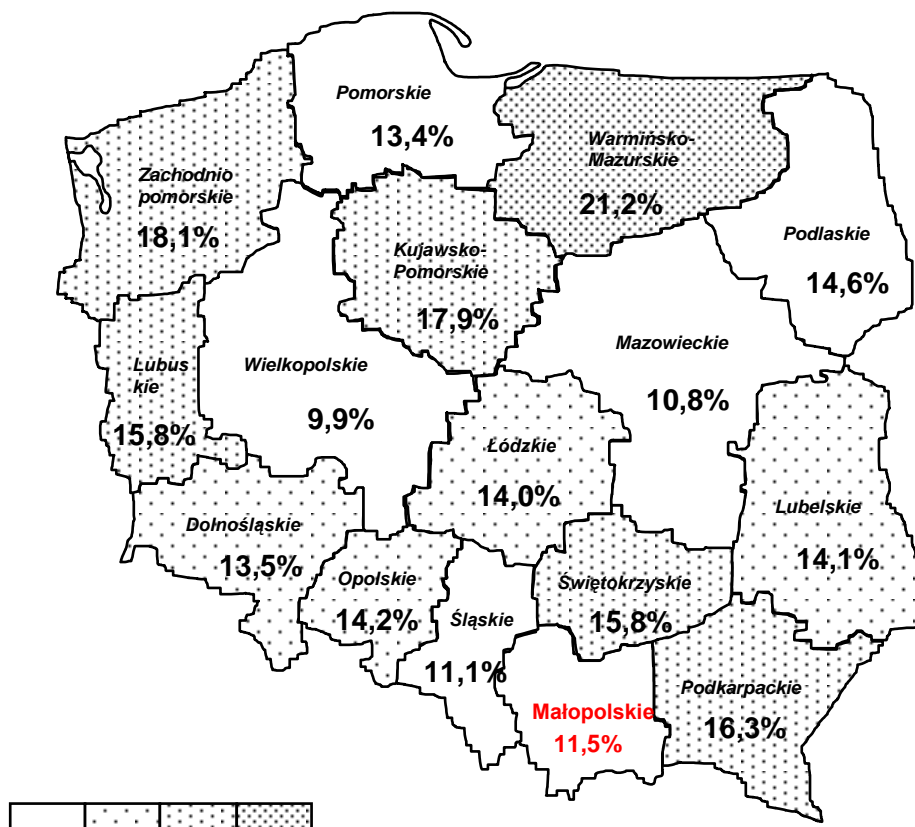 Pomorskie
13,4%
Warmińsko-
Mazurskie
21,2%
Zachodnio
pomorskie
18,1%
Kujawsko-
Pomorskie
17,9%
Podlaskie
14,6%
Lubus
kie
15,8%
Wielkopolskie
9,9%
Mazowieckie
10,8%
Łódzkie
14,0%
Dolnośląskie
13,5%
Lubelskie
14,1%
Opolskie
14,2%
Śląskie
11,1%
Świętokrzyskie
15,8%
Małopolskie
11,5%
Podkarpackie
16,3%